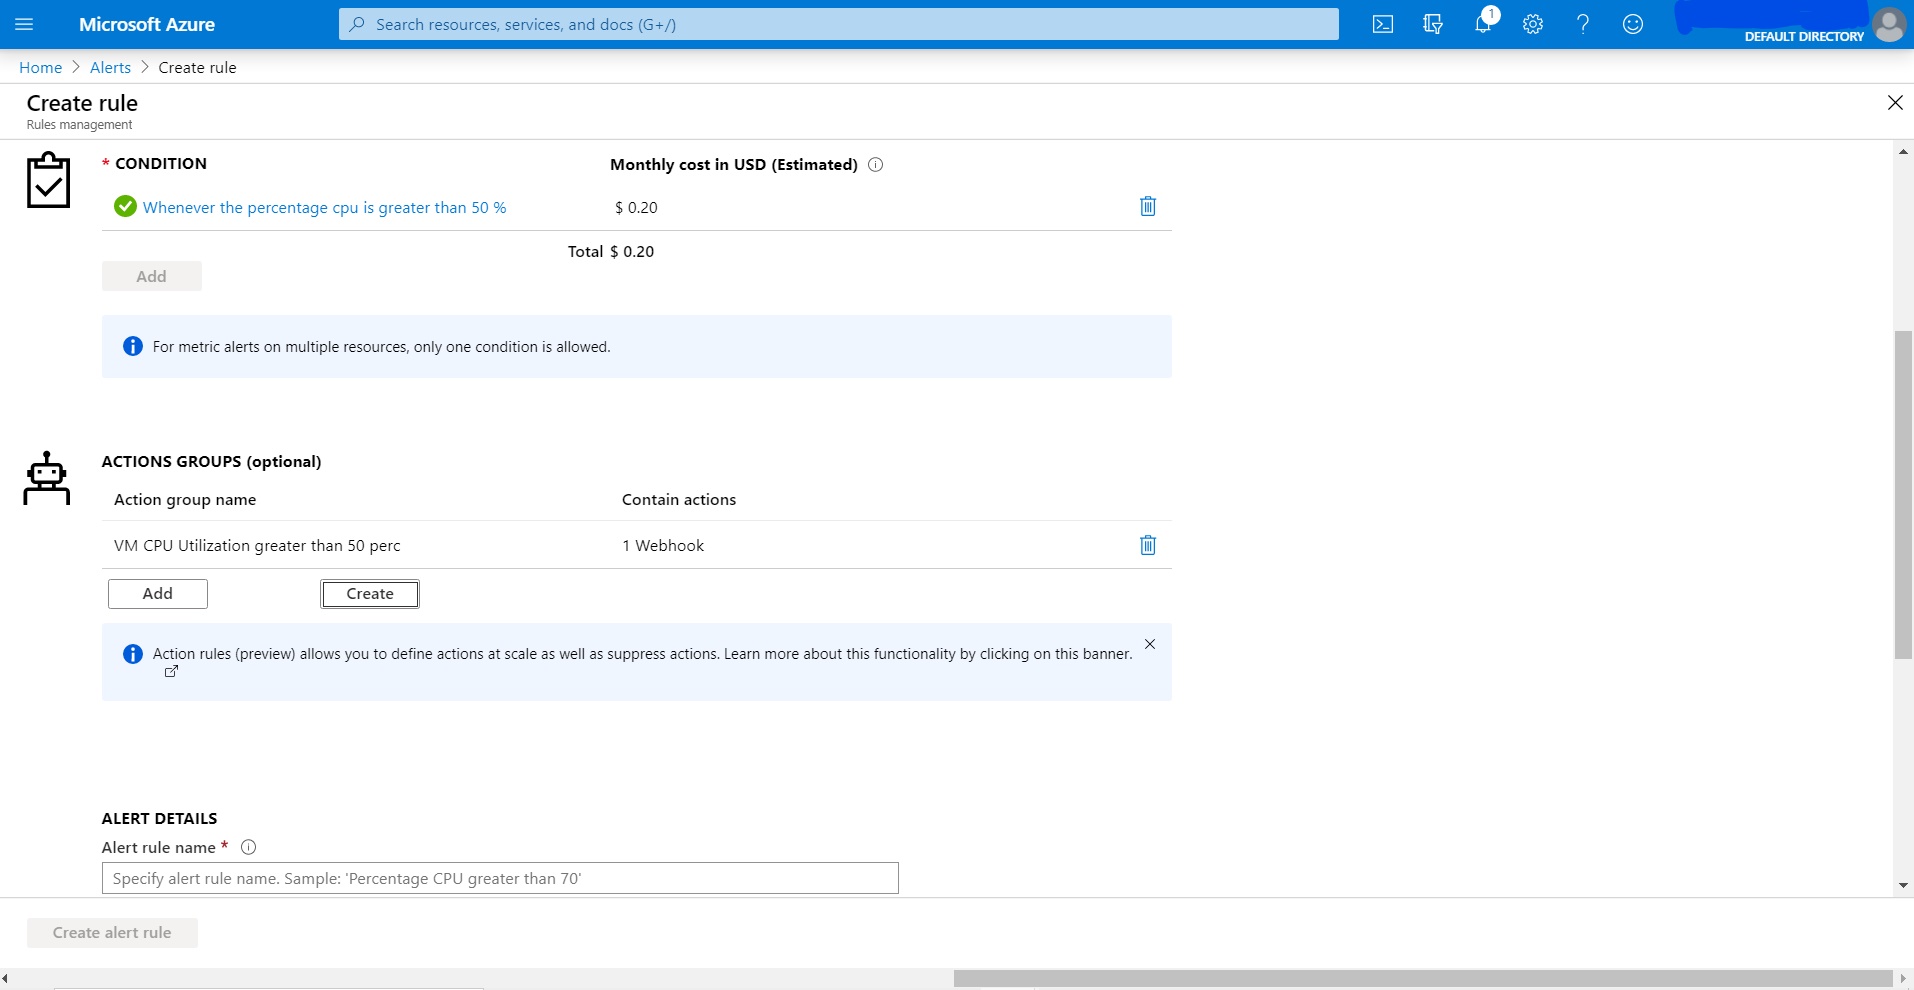 Microsoft Azure
Search resources, services, and docs (G+/)
1
DEFAULT DIRECTORY
Home > Alerts > Create rule
Create rule
Rules management
* CONDITION
Monthly cost in USD (Estimated)
Whenever the percentage cpu is greater than 50 %
$ 0.20
Total $ 0.20
Add
For metric alerts on multiple resources, only one condition is allowed.
ACTIONS GROUPS (optional)
Action group name
Contain actions
VM CPU Utilization greater than 50 perc
1 Webhook
Add
Create
Action rules (preview) allows you to define actions at scale as well as suppress actions. Learn more about this functionality by clicking on this banner.
ALERT DETAILS
Alert rule name *
Specify alert rule name. Sample: 'Percentage CPU greater than 70'
Create alert rule